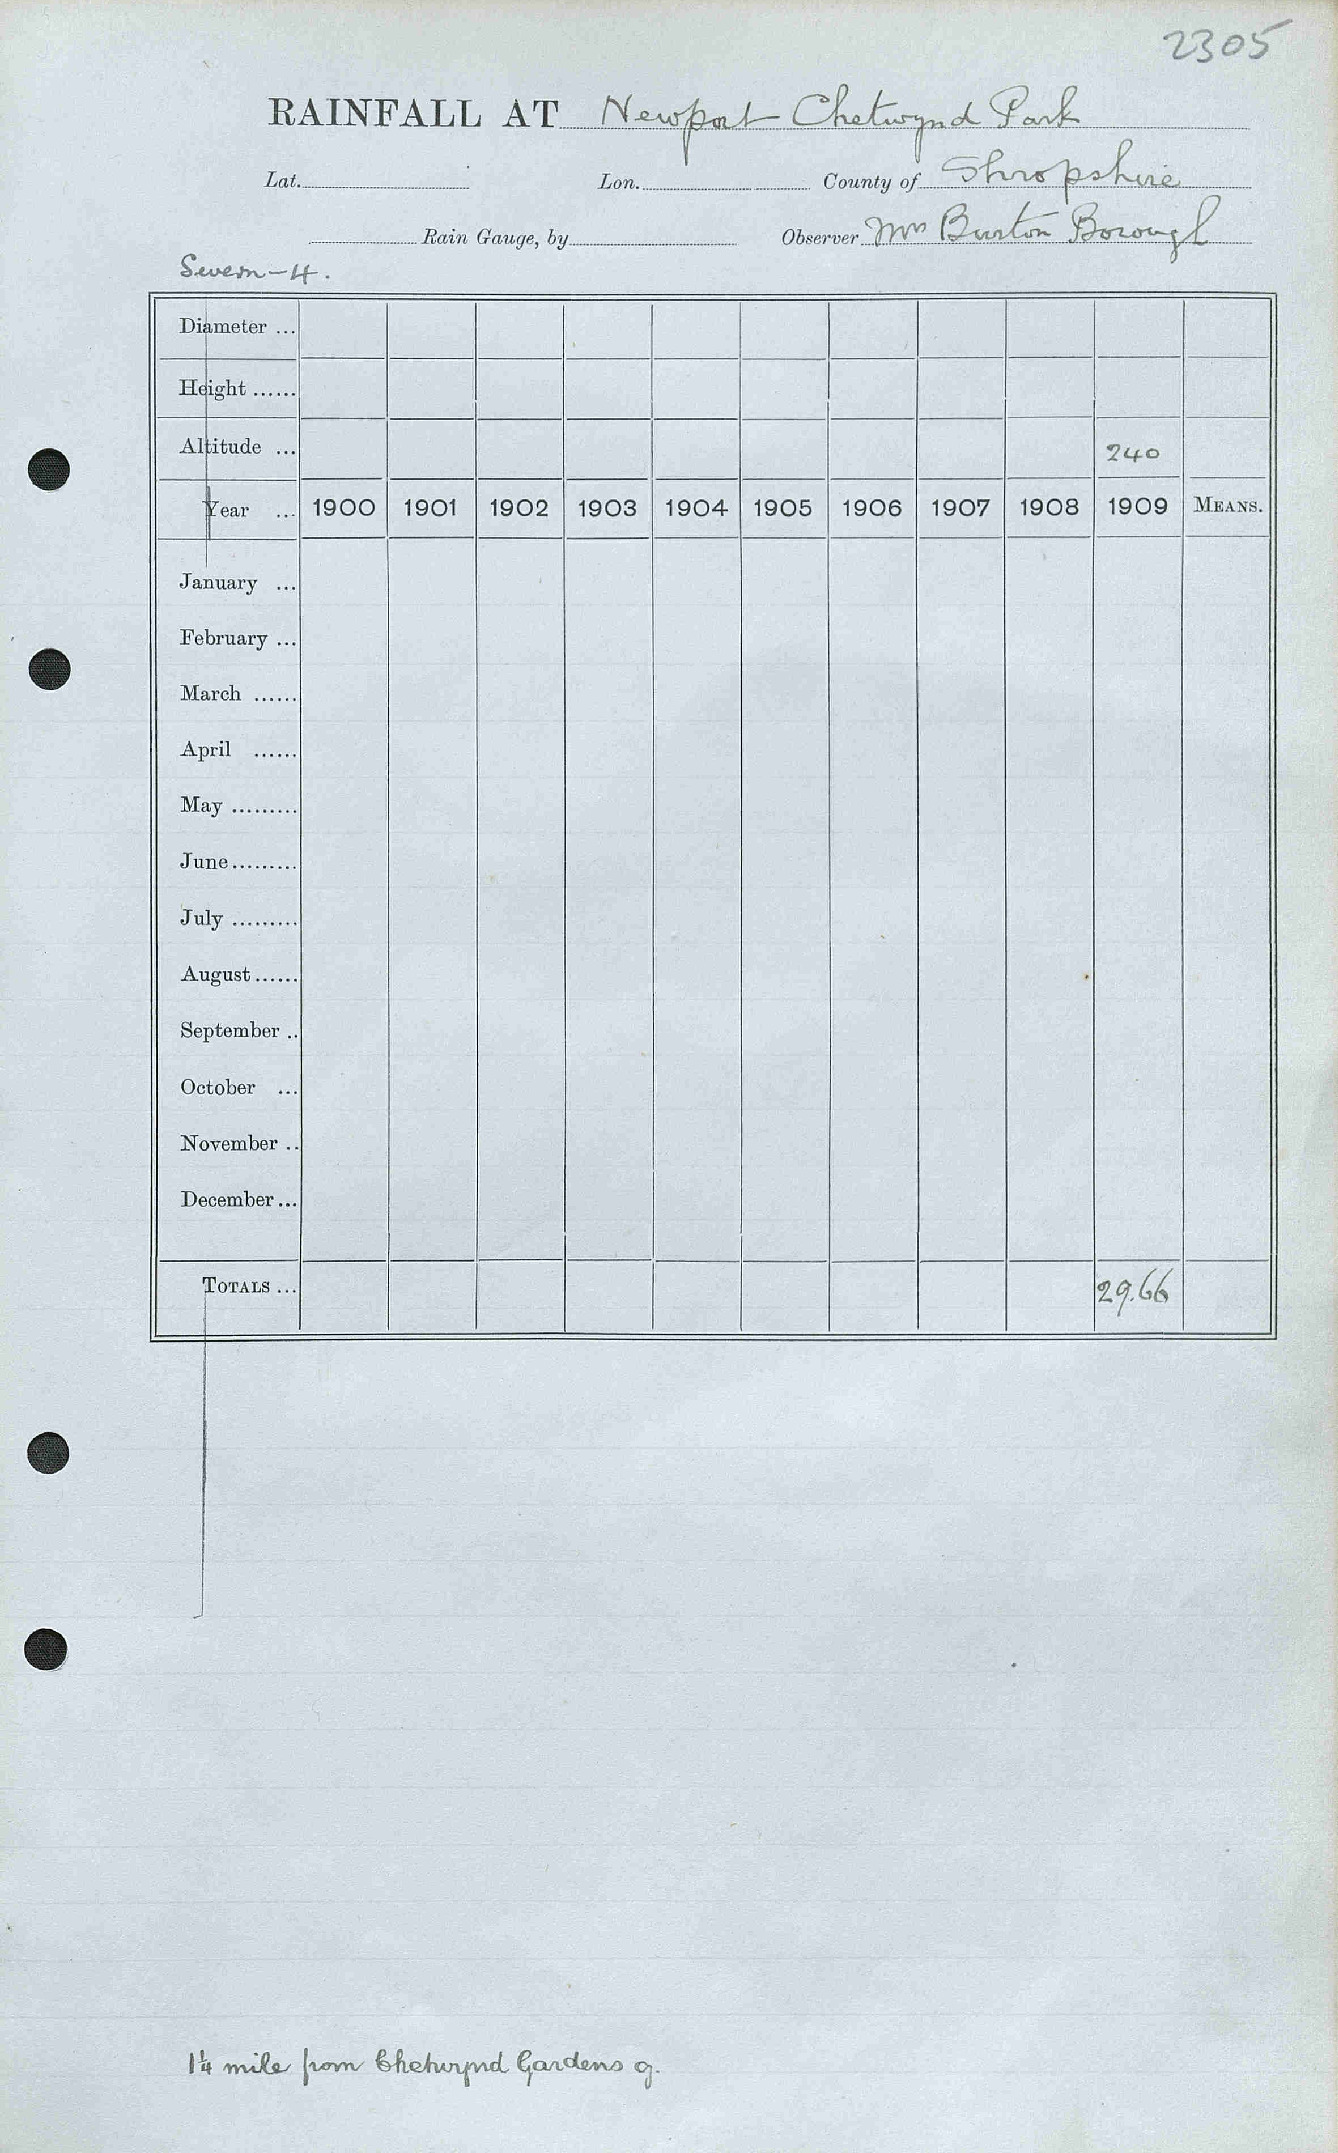 2305
RAINFALL AT Newport Chetwynd Park
Lat. Lon. County of Shropshire
Rain Gauge, by Observer Mrs Burton Borough
Severn - 4.
Diameter ...
Height ......
Altitude ... 240
Year ... 1900 1901 1902 1903 1904 1905 1906 1907 1908 1909 MEANS.
January ...
February ...
March ......
April ......
May .........
June .........
July .........
August ......
September ..
October ...
November ..
December ...
TOTALS ... 29.66
1¼ mile from Chetwynd Gardens g.